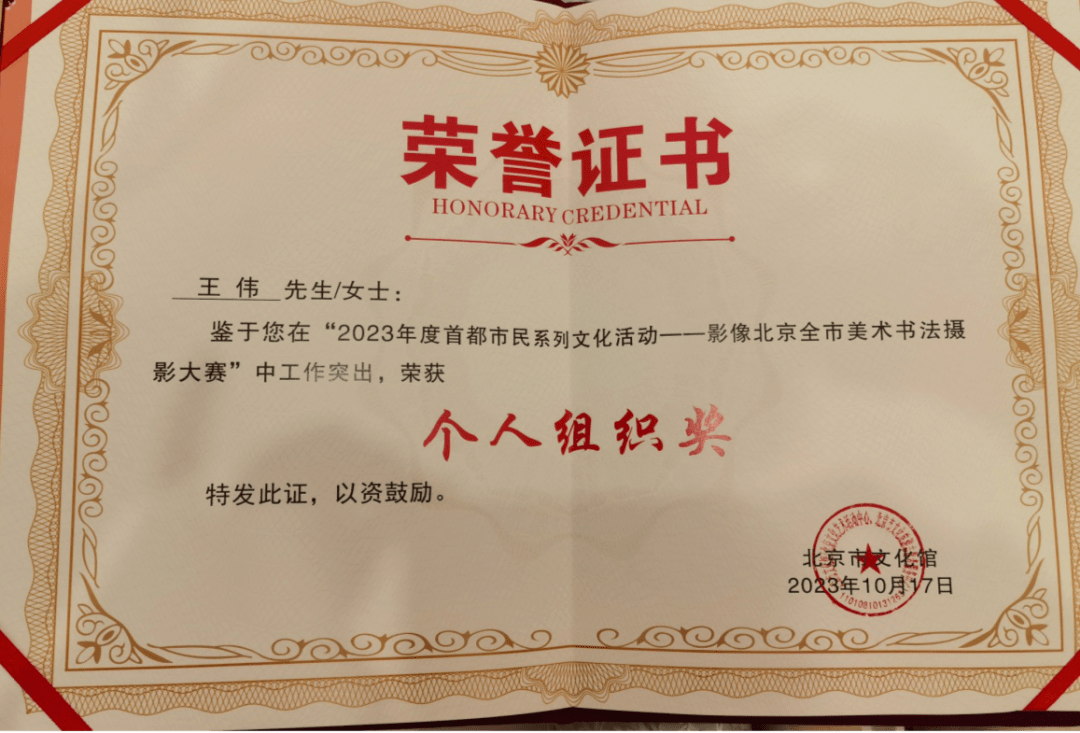 荣誉证书
HONORARY CREDENTIAL
王 伟 先生/女士：
鉴于您在“2023年度首都市民系列文化活动——影像北京全市美术书法摄
影大赛”中工作突出，荣获
个人组织奖
特发此证，以资鼓励。
北京市文化馆
2023年10月17日